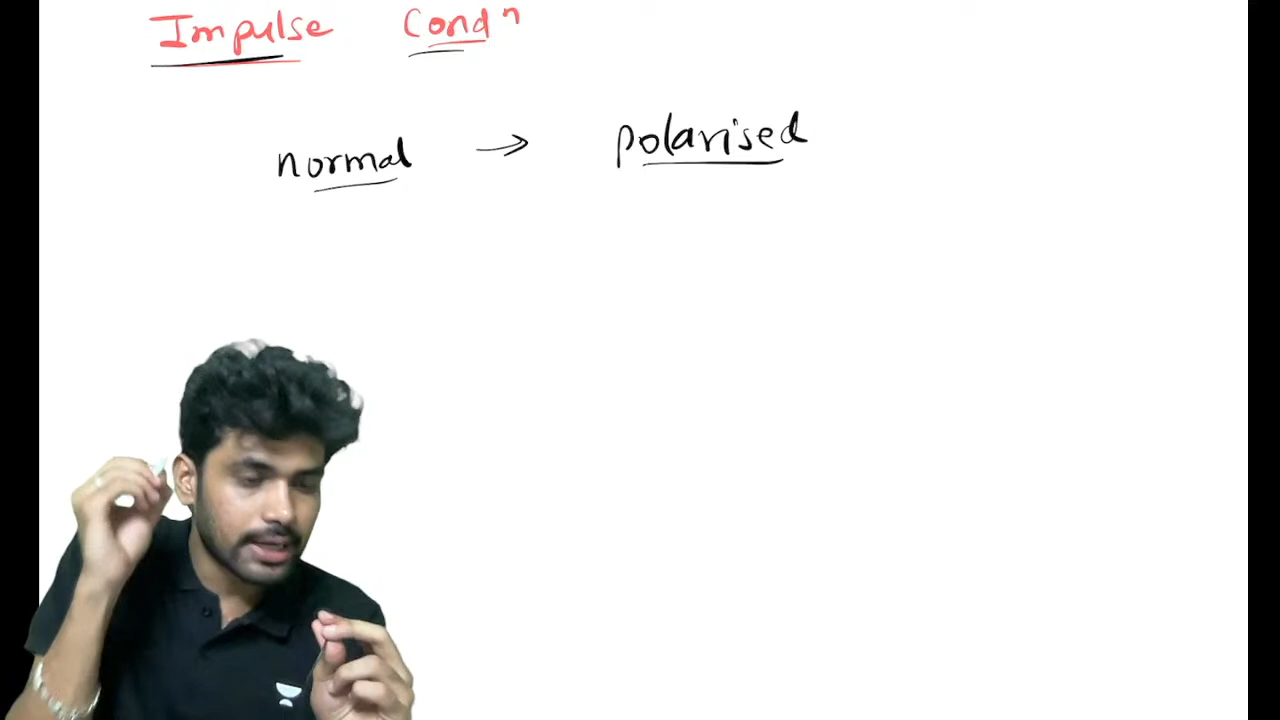 Impulse Condⁿ
normal → polarised